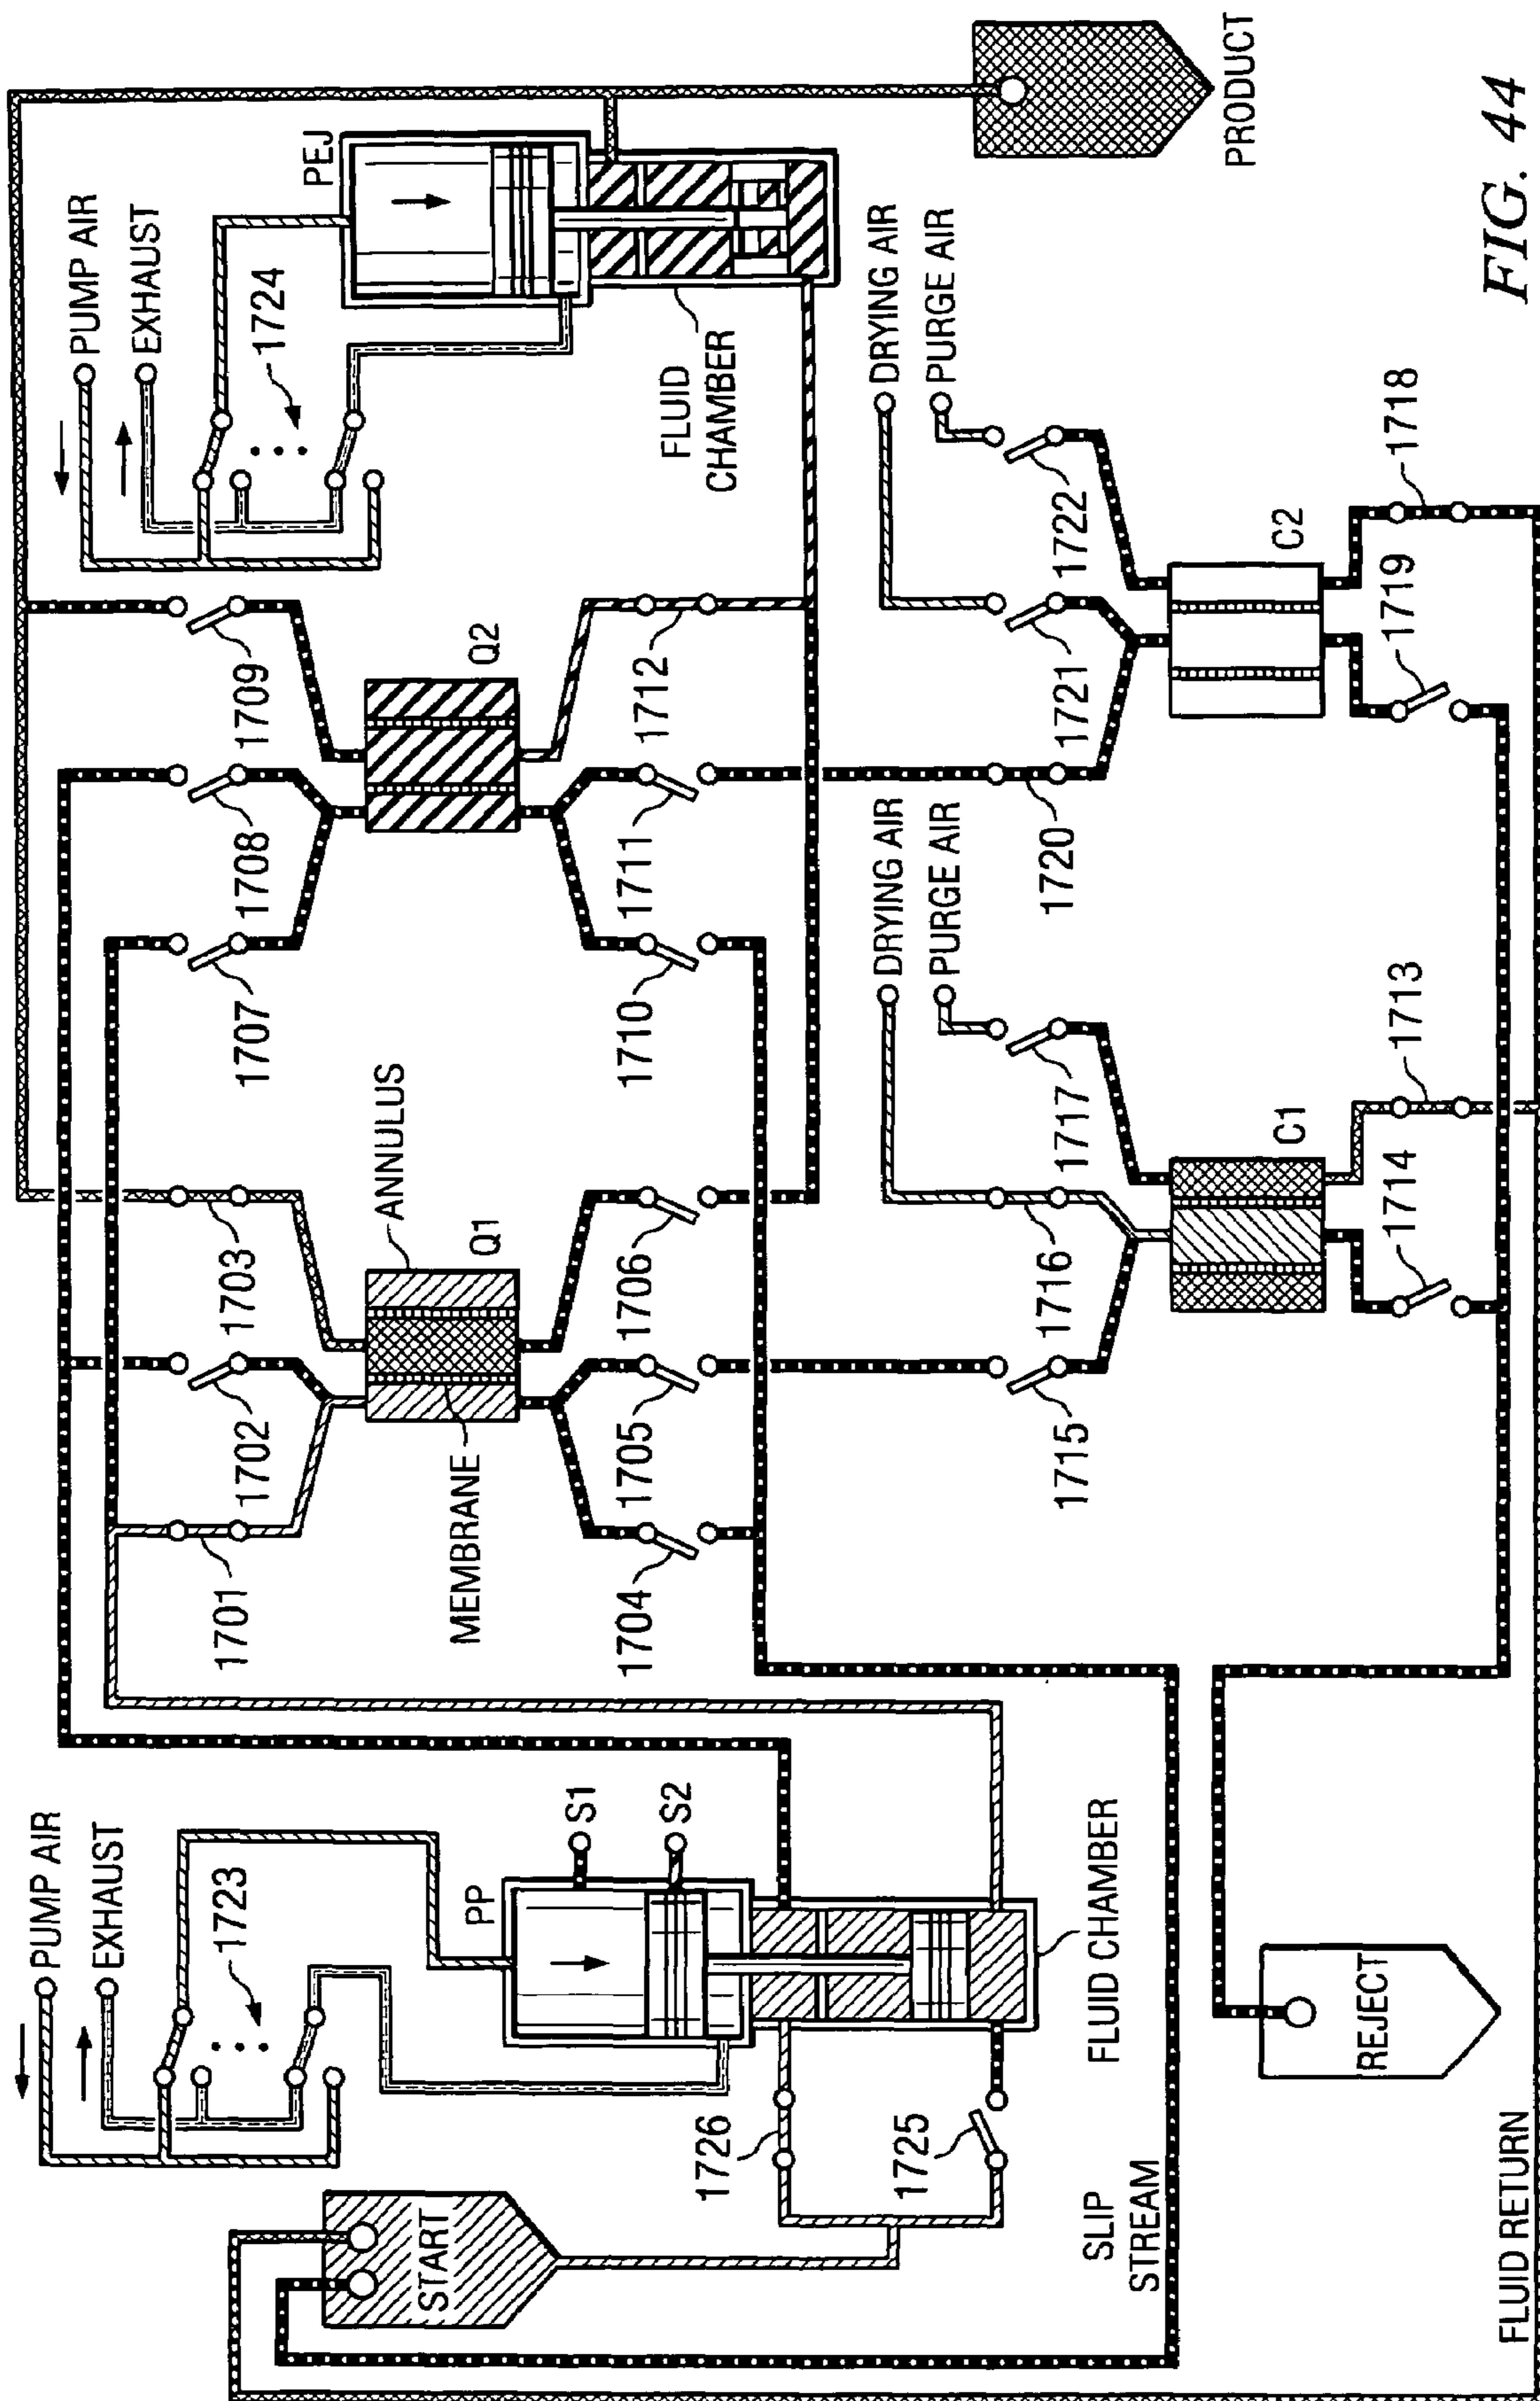 PUMP AIR
EXHAUST
1723
PP
S1
S2
START
1726
1725
FLUID CHAMBER
SLIP
STREAM
REJECT
FLUID RETURN
1701
1702
1703
ANNULUS
MEMBRANE
Q1
1704
1705
1706
1707
1708
1709
Q2
1710
1711
1712
PUMP AIR
EXHAUST
1724
PEJ
FLUID
CHAMBER
PRODUCT
DRYING AIR
PURGE AIR
1715
1716
1717
C1
1714
1713
DRYING AIR
PURGE AIR
1720
1721
1722
C2
1719
1718
FIG. 44